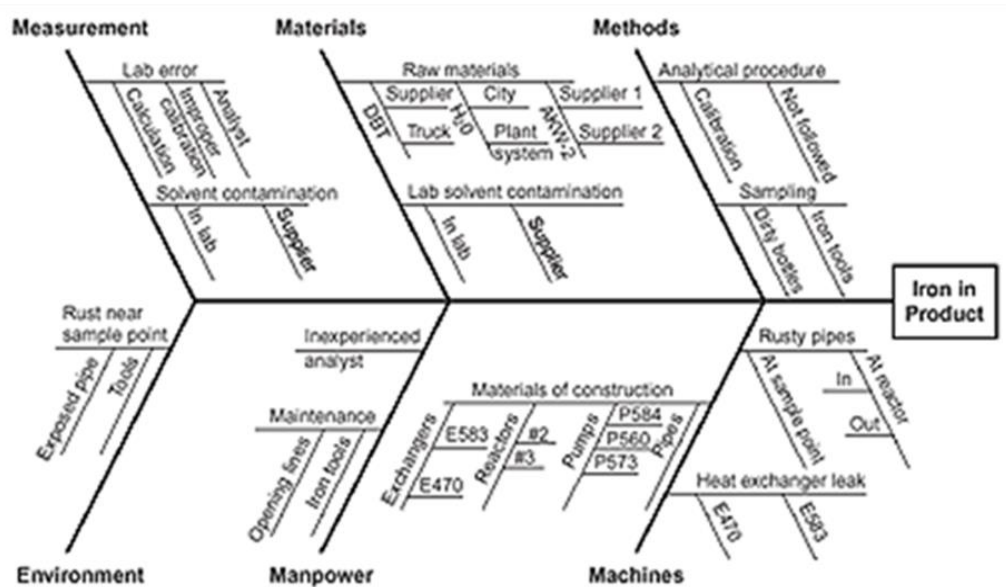 Measurement
Materials
Methods
Lab error
Calculation
Improper
calibration
Analyst
Solvent contamination
In lab
Supplier
Raw materials
DBT
Supplier
Truck
H₂0
City
Plant
system
AKW-2
Supplier 1
Supplier 2
Lab solvent contamination
In lab
Supplier
Analytical procedure
Calibration
Not followed
Sampling
Dirty bottles
Iron tools
Iron in
Product
Rust near
sample point
Exposed pipe
Tools
Inexperienced
analyst
Maintenance
Opening lines
Iron tools
Materials of construction
Exchangers
E583
E470
Reactors
#2
#3
Pumps
P584
P560
P573
Pipes
Rusty pipes
At sample point
At reactor
In
Out
Heat exchanger leak
E470
E583
Environment
Manpower
Machines